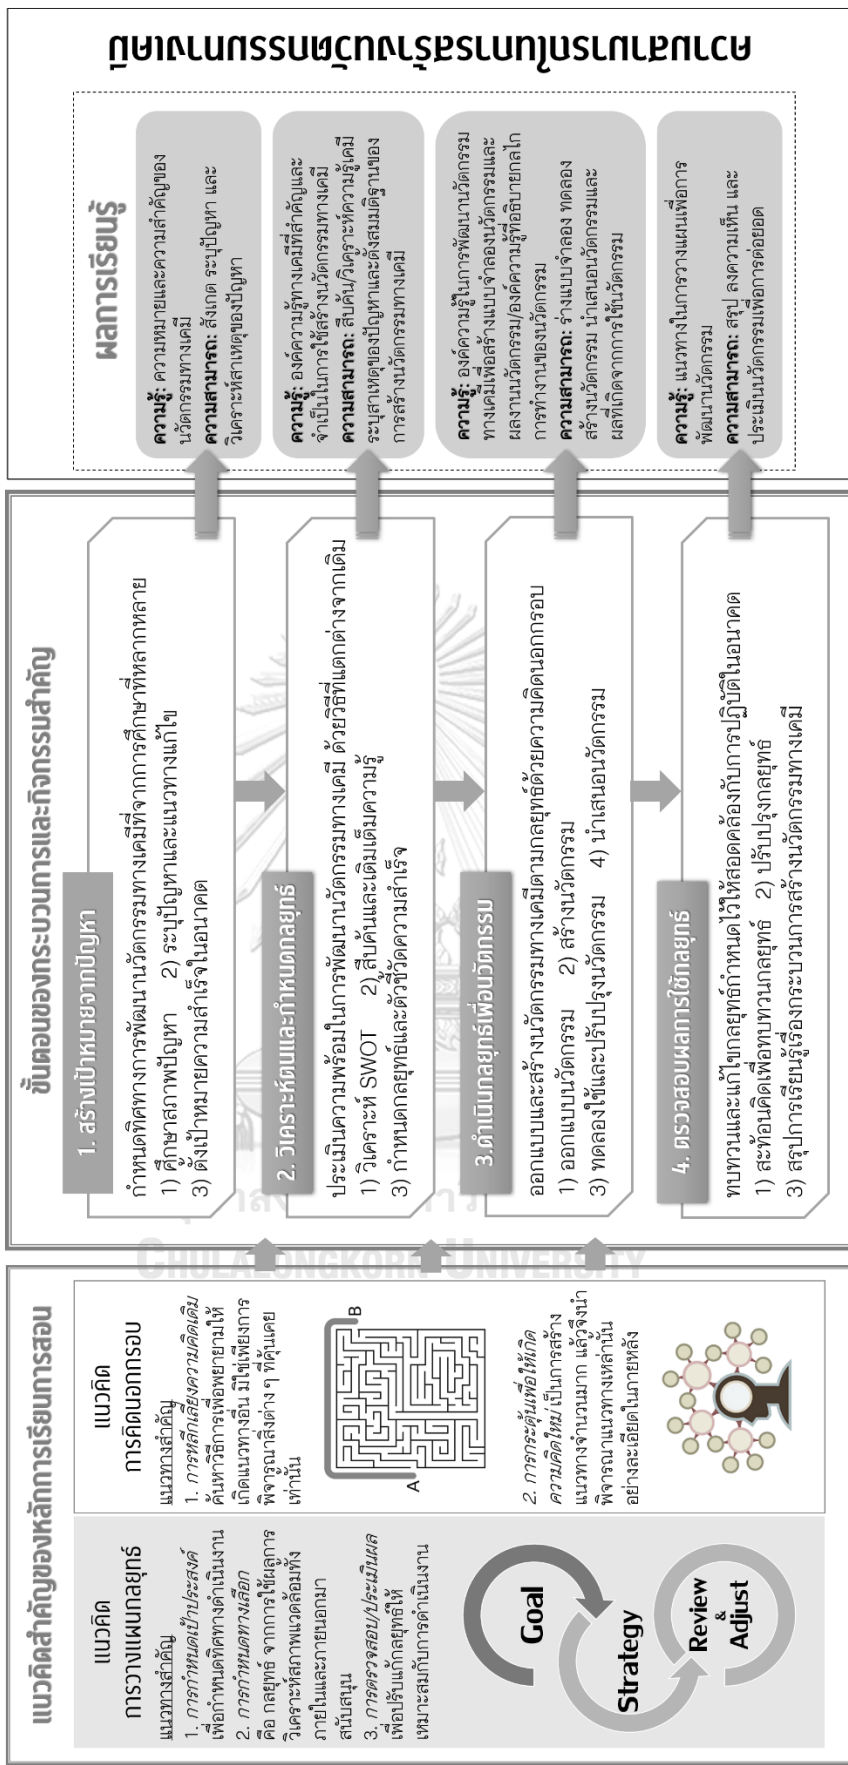 แนวคิดสำคัญของหลักการเรียนการสอน
แนวคิด
การวางแผนกลยุทธ์
แนวทางสำคัญ
1. การกำหนดเป้าประสงค์
เพื่อกำหนดทิศทางดำเนินงาน
2. การกำหนดทางเลือก
คือ กลยุทธ์ จากการใช้ผลการ
วิเคราะห์สภาพแวดล้อมทั้ง
ภายในและภายนอกมา
สนับสนุน
3. การตรวจสอบ/ประเมินผล
เพื่อปรับแก้กลยุทธ์ให้
เหมาะสมกับการดำเนินงาน
Goal
Strategy
Review
&
Adjust
แนวคิด
การคิดนอกกรอบ
แนวทางสำคัญ
1. การหลีกเลี่ยงความคิดเดิม
ค้นหาวิธีการเพื่อพยายามให้
เกิดแนวทางอื่น มิใช่เพียงการ
พิจารณาสิ่งต่าง ๆ ที่คุ้นเคย
เท่านั้น
A
B
2. การกระตุ้นเพื่อให้เกิด
ความคิดใหม่ เป็นการสร้าง
แนวทางจำนวนมาก แล้วจึงนำ
พิจารณาแนวทางเหล่านั้น
อย่างละเอียดในภายหลัง
ขั้นตอนของกระบวนการและกิจกรรมสำคัญ
1. สร้างเป้าหมายจากปัญหา
กำหนดทิศทางการพัฒนานวัตกรรมทางเคมีที่จากการศึกษาที่หลากหลาย
1) ศึกษาสภาพปัญหา 2) ระบุปัญหาและแนวทางแก้ไข
3) ตั้งเป้าหมายความสำเร็จในอนาคต
2. วิเคราะห์ตนและกำหนดกลยุทธ์
ประเมินความพร้อมในการพัฒนานวัตกรรมทางเคมี ด้วยวิธีที่แตกต่างจากเดิม
1) วิเคราะห์ SWOT 2) สืบค้นและเติมเต็มความรู้
3) กำหนดกลยุทธ์และตัวชี้วัดความสำเร็จ
3.ดำเนินกลยุทธ์เพื่อนวัตกรรม
ออกแบบและสร้างนวัตกรรมทางเคมีตามกลยุทธ์ด้วยความคิดนอกกรอบ
1) ออกแบบนวัตกรรม 2) สร้างนวัตกรรม
3) ทดลองใช้และปรับปรุงนวัตกรรม 4) นำเสนอนวัตกรรม
4. ตรวจสอบผลการใช้กลยุทธ์
ทบทวนและแก้ไขกลยุทธ์กำหนดไว้ให้สอดคล้องกับการปฏิบัติในอนาคต
1) สะท้อนคิดเพื่อทบทวนกลยุทธ์ 2) ปรับปรุงกลยุทธ์
3) สรุปการเรียนรู้เรื่องกระบวนการสร้างนวัตกรรมทางเคมี
ผลการเรียนรู้
ความรู้: ความหมายและความสำคัญของ
นวัตกรรมทางเคมี
ความสามารถ: สังเกต ระบุปัญหา และ
วิเคราะห์สาเหตุของปัญหา
ความรู้: องค์ความรู้ทางเคมีที่สำคัญและ
จำเป็นในการใช้สร้างนวัตกรรมทางเคมี
ความสามารถ: สืบค้น/วิเคราะห์ความรู้เคมี
ระบุสาเหตุของปัญหาและตั้งสมมติฐานของ
การสร้างนวัตกรรมทางเคมี
ความรู้: องค์ความรู้ในการพัฒนานวัตกรรม
ทางเคมีเพื่อสร้างแบบจำลองนวัตกรรมและ
ผลงานนวัตกรรม/องค์ความรู้ที่อธิบายกลไก
การทำงานของนวัตกรรม
ความสามารถ: ร่างแบบจำลอง ทดลอง
สร้างนวัตกรรม นำเสนอนวัตกรรมและ
ผลที่เกิดจากการใช้นวัตกรรม
ความรู้: แนวทางในการวางแผนเพื่อการ
พัฒนานวัตกรรม
ความสามารถ: สรุป ลงความเห็น และ
ประเมินนวัตกรรมเพื่อการต่อยอด
ความสามารถในการสร้างนวัตกรรมทางเคมี
CHULALONGKORN UNIVERSITY